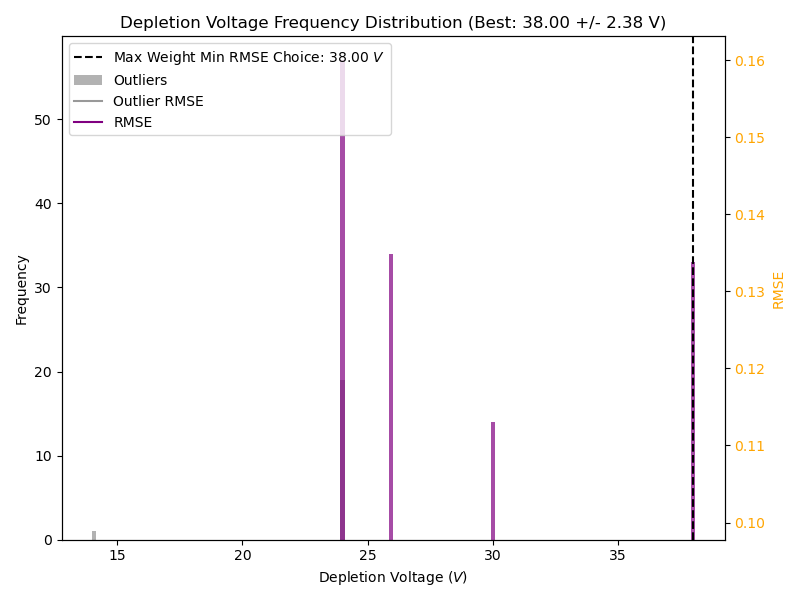 Depletion Voltage Frequency Distribution (Best: 38.00 +/- 2.38 V)
Max Weight Min RMSE Choice: 38.00 V
Outliers
Outlier RMSE
RMSE
Frequency
50
40
30
20
10
0
0.16
0.15
0.14
0.13
0.12
0.11
0.10
RMSE
15
20
25
30
35
Depletion Voltage (V)